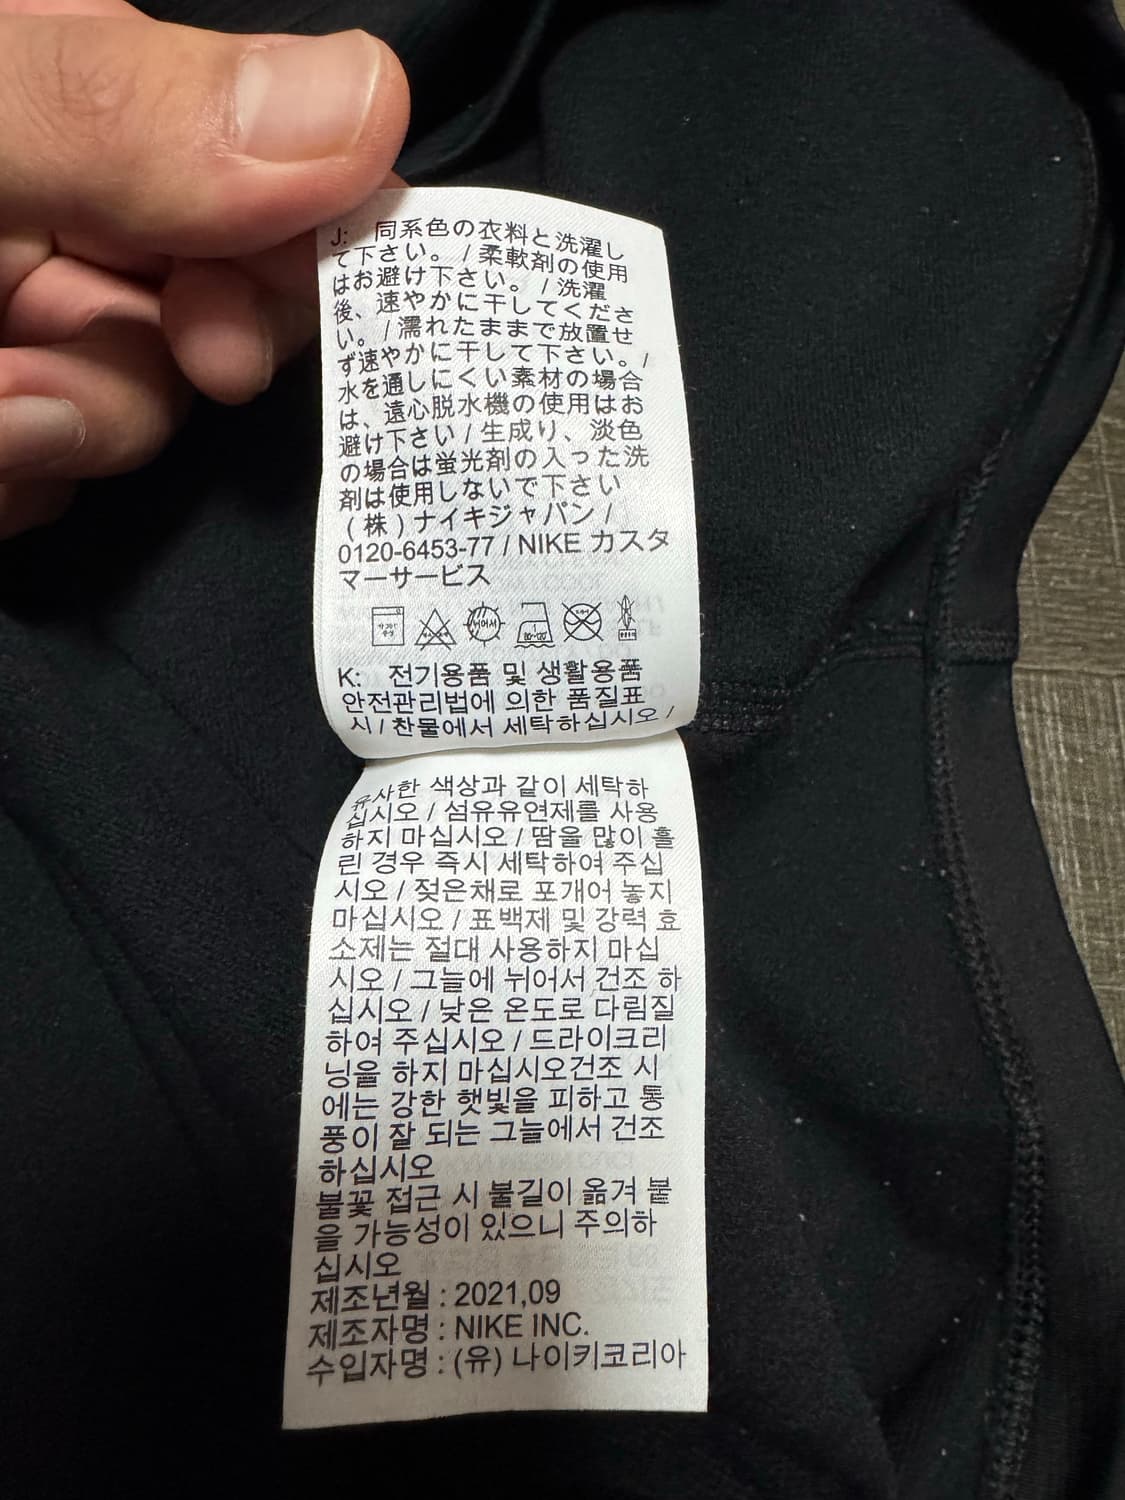 J: 同系色の衣料と洗濯し
て下さい。/ 柔軟剤の使用
はお避け下さい。/ 洗濯
後、速やかに干してくださ
い。/ 濡れたままで放置せ
ず速やかに干して下さい。/
水を通しにくい素材の場合
は、遠心脱水機の使用はお
避け下さい / 生成り、淡色
の場合は蛍光剤の入った洗
剤は使用しないで下さい
(株) ナイキジャパン /
0120-6453-77 / NIKE カスタ
マーサービス
K: 전기용품 및 생활용품
안전관리법에 의한 품질표
시 / 찬물에서 세탁하십시오 /
유사한 색상과 같이 세탁하
십시오 / 섬유유연제를 사용
하지 마십시오 / 땀을 많이 흘
린 경우 즉시 세탁하여 주십
시오 / 젖은채로 포개어 놓지
마십시오 / 표백제 및 강력 효
소제는 절대 사용하지 마십
시오 / 그늘에 뉘어서 건조 하
십시오 / 낮은 온도로 다림질
하여 주십시오 / 드라이크리
닝을 하지 마십시오건조 시
에는 강한 햇빛을 피하고 통
풍이 잘 되는 그늘에서 건조
하십시오
불꽃 접근 시 불길이 옮겨 붙
을 가능성이 있으니 주의하
십시오
제조년월 : 2021,09
제조자명 : NIKE INC.
수입자명 : (유) 나이키코리아